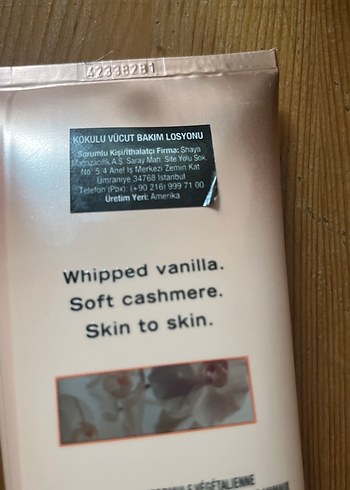 42338281
KOKULU VÜCUT BAKIM LOSYONU
Sorumlu Kişi/İthalatçı Firma: Shaya
Mağazacılık A.Ş. Saray Mah. Site Yolu Sok.
No: 5, 4 Anel İş Merkezi Zemin Kat
Ümraniye 34768 İstanbul
Telefon (Pbx): (+90 216) 999 71 00
Üretim Yeri: Amerika
Whipped vanilla.
Soft cashmere.
Skin to skin.
VÉGÉTALIENNE